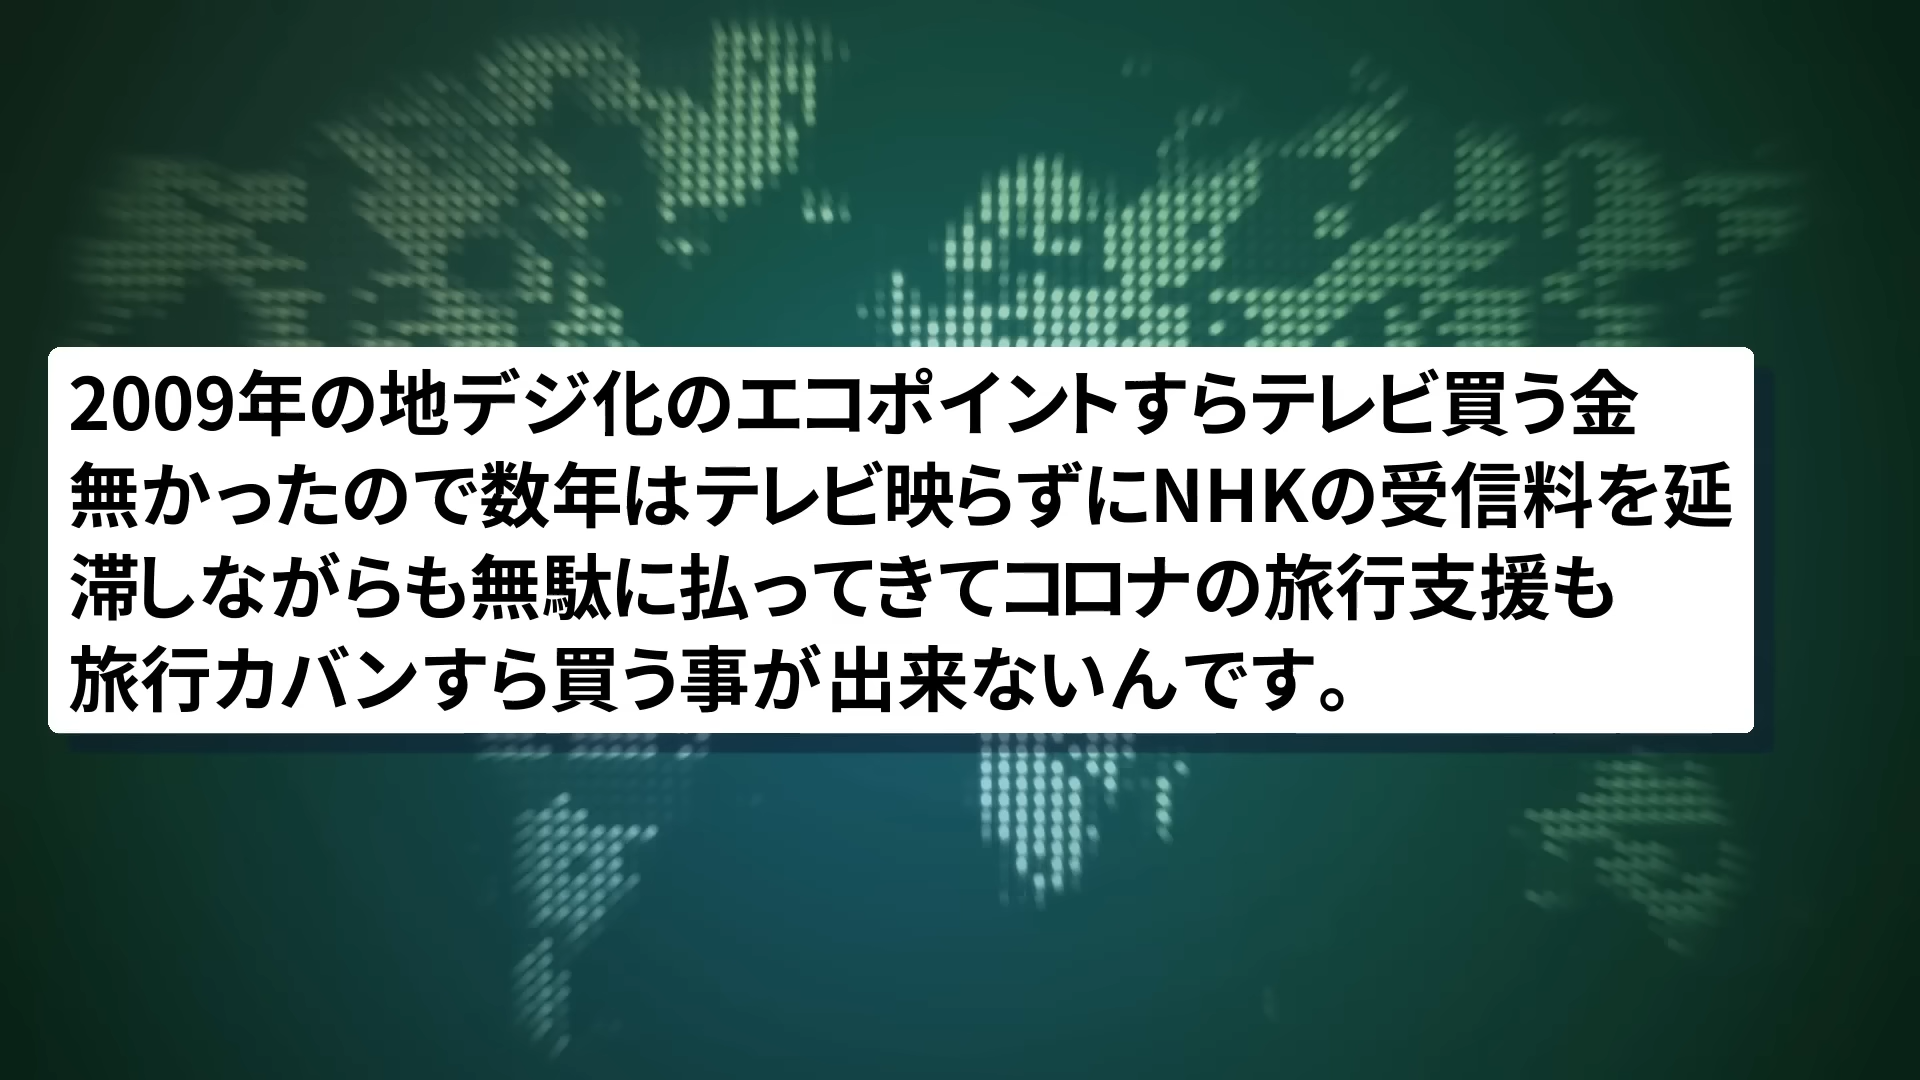 2009年の地デジ化のエコポイントすらテレビ買う金
無かったので数年はテレビ映らずにNHKの受信料を延
滞しながらも無駄に払ってきてコロナの旅行支援も
旅行カバンすら買う事が出来ないんです。